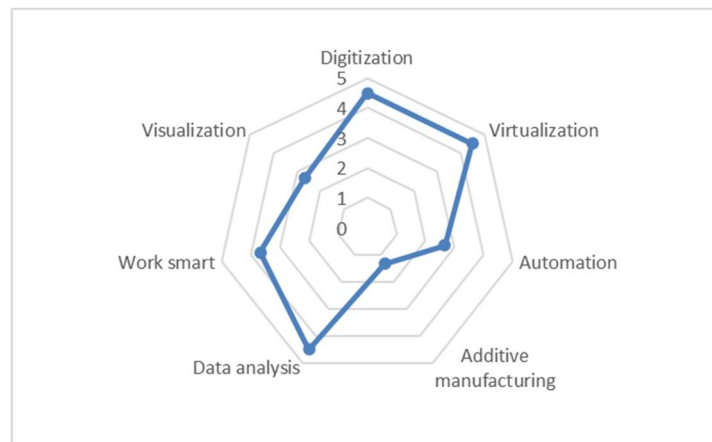 Digitization
5
4
3
2
1
0
Virtualization
Automation
Additive
manufacturing
Data analysis
Work smart
Visualization